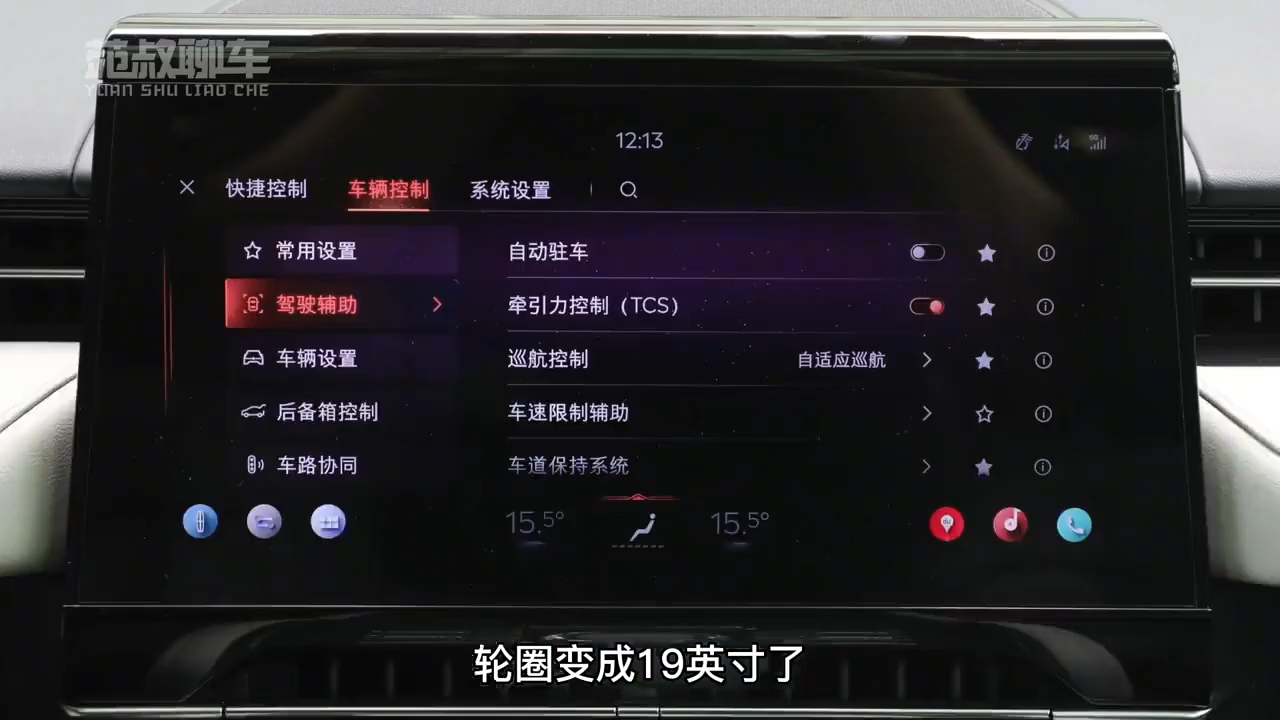 范叔聊车
YUAN SHU LIAO CHE
12:13
5G
快捷控制
车辆控制
系统设置
常用设置
驾驶辅助
车辆设置
后备箱控制
车路协同
自动驻车
牵引力控制（TCS）
巡航控制
自适应巡航
车速限制辅助
车道保持系统
15.5°
15.5°
轮圈变成19英寸了